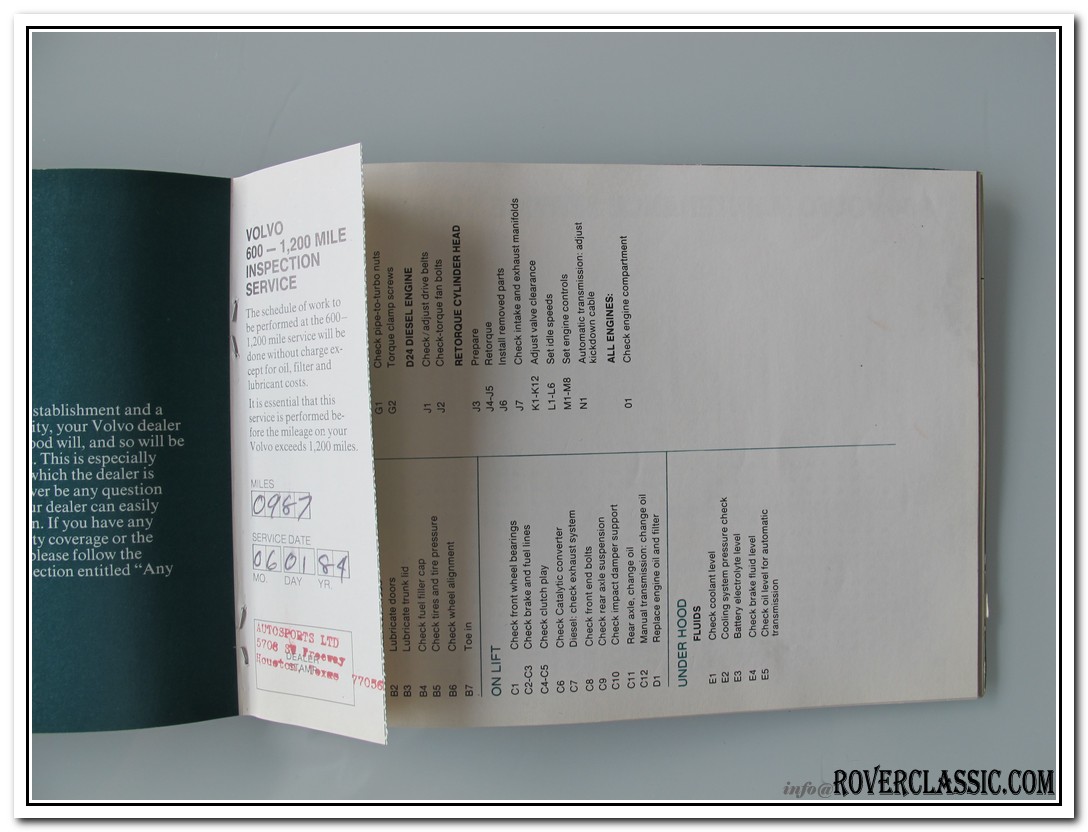 stablishment and a
ity, your Volvo dealer
ood will, and so will be
. This is especially
which the dealer is
ver be any question
ur dealer can easily
n. If you have any
ty coverage or the
please follow the
ection entitled “Any
VOLVO
600 – 1,200 MILE
INSPECTION
SERVICE
The schedule of work to
be performed at the 600–
1,200 mile service will be
done without charge ex-
cept for oil, filter and
lubricant costs.
It is essential that this
service is performed be-
fore the mileage on your
Volvo exceeds 1,200 miles.
MILES
0987
SERVICE DATE
06 01 84
MO. DAY YR.
DEALER
STAMP
AUTOSPORTS LTD
5706 SW Freeway
Houston, Texas 77056
B2 Lubricate doors
B3 Lubricate trunk lid
B4 Check fuel filler cap
B5 Check tires and tire pressure
B6 Check wheel alignment
B7 Toe in
ON LIFT
C1 Check front wheel bearings
C2-C3 Check brake and fuel lines
C4-C5 Check clutch play
C6 Check Catalytic converter
C7 Diesel: check exhaust system
C8 Check front end bolts
C9 Check rear axle suspension
C10 Check impact damper support
C11 Rear axle, change oil
C12 Manual transmission: change oil
D1 Replace engine oil and filter
UNDER HOOD
FLUIDS
E1 Check coolant level
E2 Cooling system pressure check
E3 Battery electrolyte level
E4 Check brake fluid level
E5 Check oil level for automatic
transmission
G1 Check pipe-to-turbo nuts
G2 Torque clamp screws
D24 DIESEL ENGINE
J1 Check/adjust drive belts
J2 Check-torque fan bolts
RETORQUE CYLINDER HEAD
J3 Prepare
J4-J5 Retorque
J6 Install removed parts
J7 Check intake and exhaust manifolds
K1-K12 Adjust valve clearance
L1-L6 Set idle speeds
M1-M8 Set engine controls
N1 Automatic transmission: adjust
kickdown cable
ALL ENGINES:
01 Check engine compartment
info@ROVERCLASSIC.COM